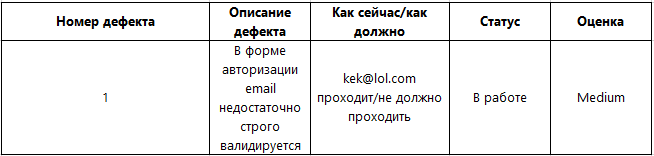 Номер дефекта
Описание
дефекта
Как сейчас/как
должно
Статус
Оценка
1
В форме
авторизации
email
недостаточно
строго
валидируется
kek@lol.com
проходит/не должно
проходить
В работе
Medium